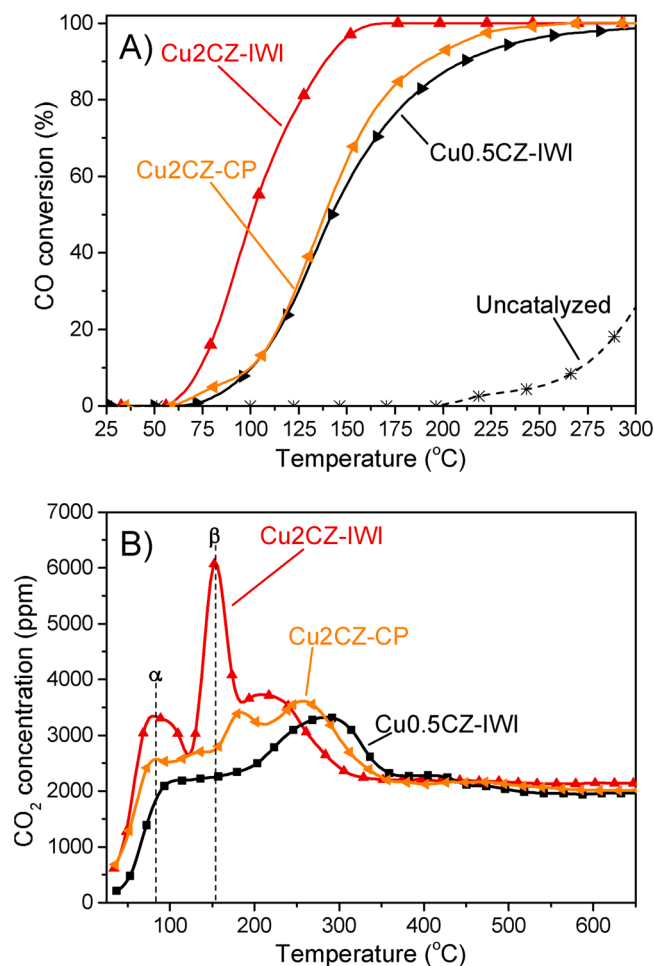 A)
Cu2CZ-IWI
Cu2CZ-CP
Cu0.5CZ-IWI
Uncatalyzed
CO conversion (%)
100
80
60
40
20
0
25 50 75 100 125 150 175 200 225 250 275 300
Temperature (°C)
B)
α
β
Cu2CZ-IWI
Cu2CZ-CP
Cu0.5CZ-IWI
CO₂ concentration (ppm)
7000
6000
5000
4000
3000
2000
1000
0
100 200 300 400 500 600
Temperature (°C)